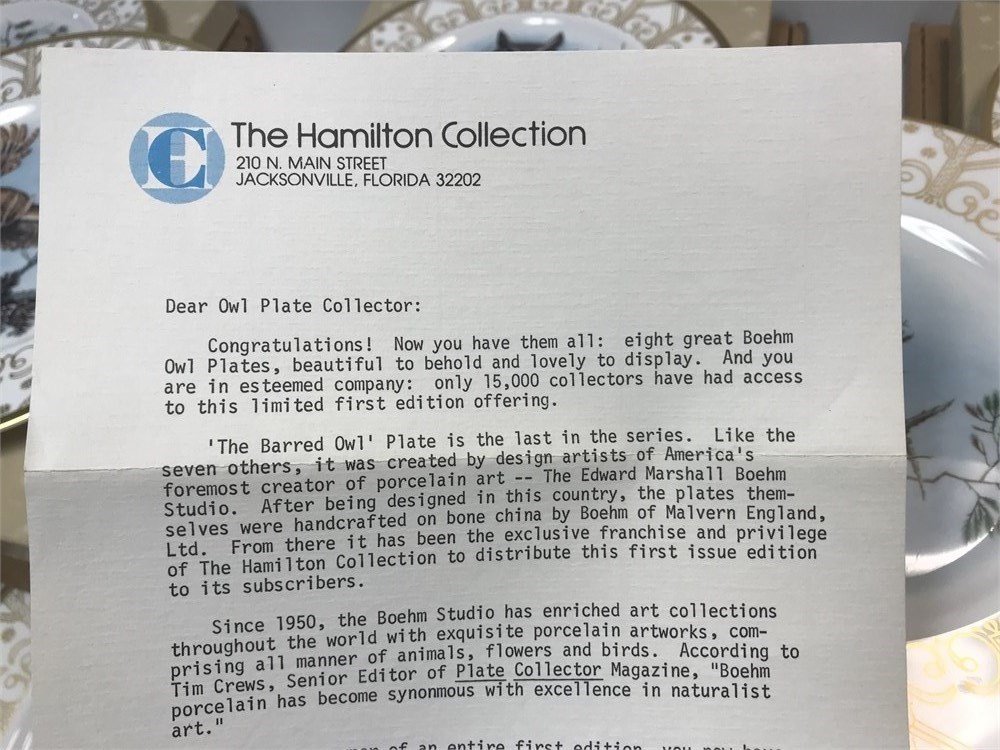 The Hamilton Collection
210 N. MAIN STREET
JACKSONVILLE, FLORIDA 32202
Dear Owl Plate Collector:
Congratulations! Now you have them all: eight great Boehm
Owl Plates, beautiful to behold and lovely to display. And you
are in esteemed company: only 15,000 collectors have had access
to this limited first edition offering.
'The Barred Owl' Plate is the last in the series. Like the
seven others, it was created by design artists of America's
foremost creator of porcelain art -- The Edward Marshall Boehm
Studio. After being designed in this country, the plates them-
selves were handcrafted on bone china by Boehm of Malvern England,
Ltd. From there it has been the exclusive franchise and privilege
of The Hamilton Collection to distribute this first issue edition
to its subscribers.
Since 1950, the Boehm Studio has enriched art collections
throughout the world with exquisite porcelain artworks, com-
prising all manner of animals, flowers and birds. According to
Tim Crews, Senior Editor of Plate Collector Magazine, "Boehm
porcelain has become synonmous with excellence in naturalist
art."
of an entire first edition, you now have